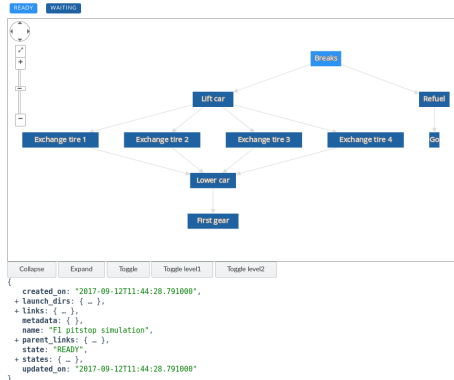 READY WAITING
Breaks
Lift car Refuel
Exchange tire 1 Exchange tire 2 Exchange tire 3 Exchange tire 4 Go
Lower car
First gear
Collapse Expand Toggle Toggle level1 Toggle level2
{
created_on: "2017-09-12T11:44:28.791000",
+ launch_dirs: { … },
+ links: { … },
metadata: { },
name: "F1 pitstop simulation",
+ parent_links: { … },
state: "READY",
+ states: { … },
updated_on: "2017-09-12T11:44:28.791000"
}